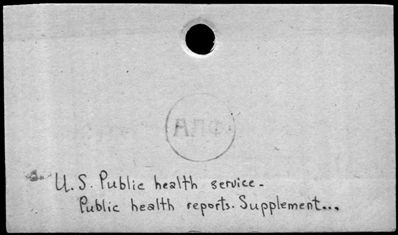 U.S. Public health service.
Public health reports. Supplement...